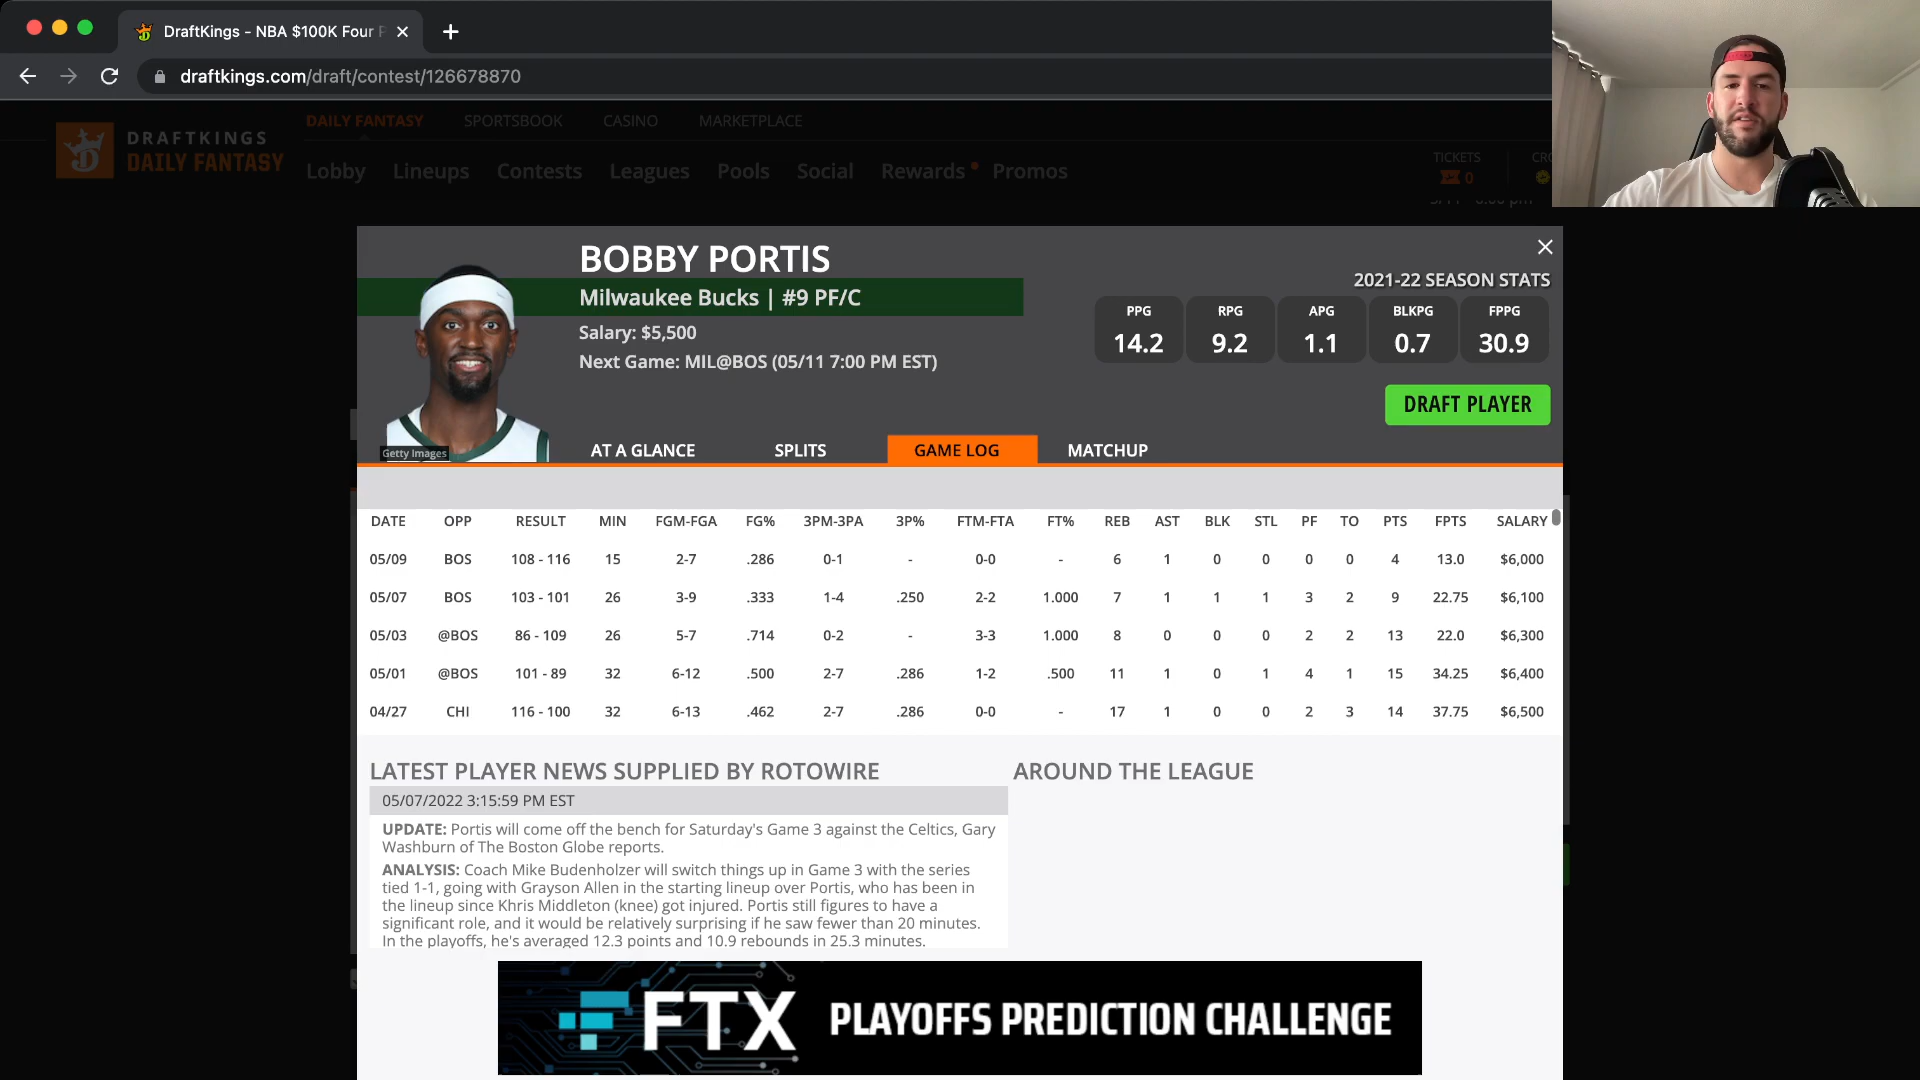 DraftKings - NBA $100K Four
draftkings.com/draft/contest/126678870
DRAFTKINGS
DAILY FANTASY
DAILY FANTASY SPORTSBOOK CASINO MARKETPLACE
Lobby Lineups Contests Leagues Pools Social Rewards Promos
TICKETS
0
BOBBY PORTIS
Milwaukee Bucks | #9 PF/C
Salary: $5,500
Next Game: MIL@BOS (05/11 7:00 PM EST)
2021-22 SEASON STATS
PPG RPG APG BLKPG FPPG
14.2 9.2 1.1 0.7 30.9
DRAFT PLAYER
Getty Images
AT A GLANCE SPLITS GAME LOG MATCHUP
DATE OPP RESULT MIN FGM-FGA FG% 3PM-3PA 3P% FTM-FTA FT% REB AST BLK STL PF TO PTS FPTS SALARY
05/09 BOS 108 - 116 15 2-7 .286 0-1 - 0-0 - 6 1 0 0 0 0 4 13.0 $6,000
05/07 BOS 103 - 101 26 3-9 .333 1-4 .250 2-2 1.000 7 1 1 1 3 2 9 22.75 $6,100
05/03 @BOS 86 - 109 26 5-7 .714 0-2 - 3-3 1.000 8 0 0 0 2 2 13 22.0 $6,300
05/01 @BOS 101 - 89 32 6-12 .500 2-7 .286 1-2 .500 11 1 0 1 4 1 15 34.25 $6,400
04/27 CHI 116 - 100 32 6-13 .462 2-7 .286 0-0 - 17 1 0 0 2 3 14 37.75 $6,500
LATEST PLAYER NEWS SUPPLIED BY ROTOWIRE
AROUND THE LEAGUE
05/07/2022 3:15:59 PM EST
UPDATE: Portis will come off the bench for Saturday's Game 3 against the Celtics, Gary
Washburn of The Boston Globe reports.
ANALYSIS: Coach Mike Budenholzer will switch things up in Game 3 with the series
tied 1-1, going with Grayson Allen in the starting lineup over Portis, who has been in
the lineup since Khris Middleton (knee) got injured. Portis still figures to have a
significant role, and it would be relatively surprising if he saw fewer than 20 minutes.
In the playoffs, he's averaged 12.3 points and 10.9 rebounds in 25.3 minutes.
FTX PLAYOFFS PREDICTION CHALLENGE